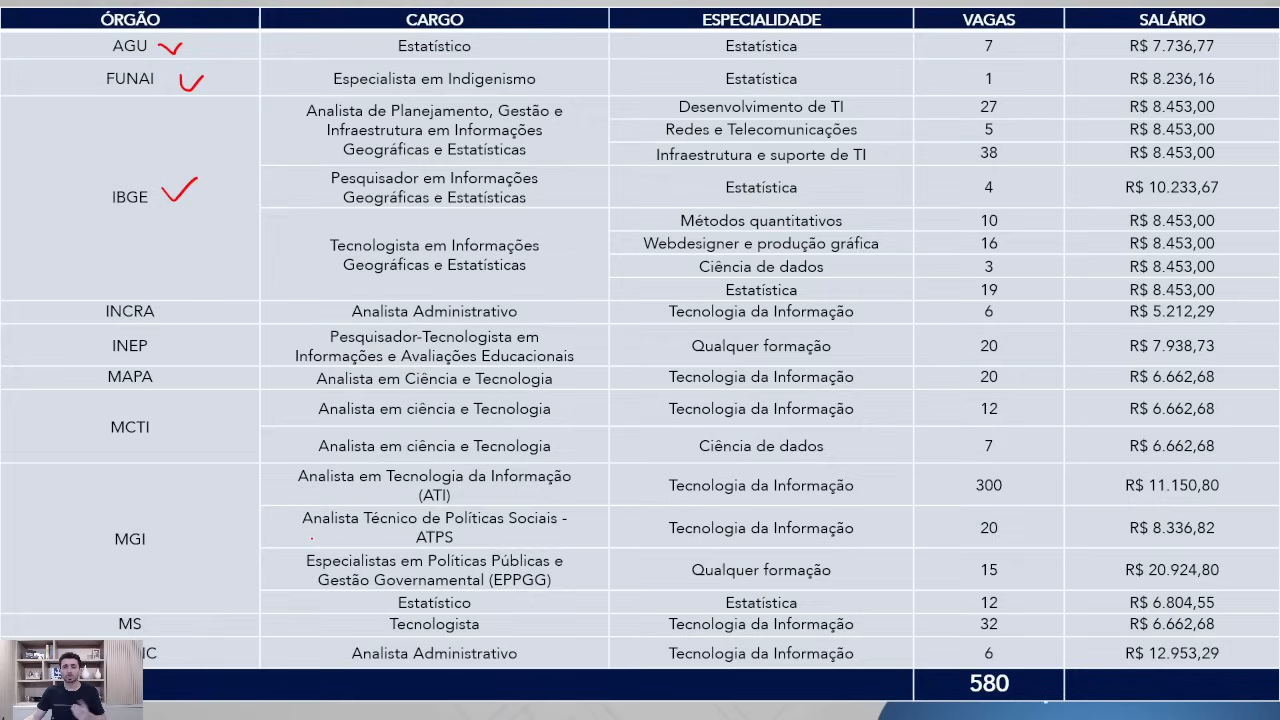 ÓRGÃO CARGO ESPECIALIDADE VAGAS SALÁRIO
AGU Estatístico Estatística 7 R$ 7.736,77
FUNAI Especialista em Indigenismo Estatística 1 R$ 8.236,16
IBGE
Analista de Planejamento, Gestão e
Infraestrutura em Informações
Geográficas e Estatísticas
Desenvolvimento de TI 27 R$ 8.453,00
Redes e Telecomunicações 5 R$ 8.453,00
Infraestrutura e suporte de TI 38 R$ 8.453,00
Pesquisador em Informações
Geográficas e Estatísticas
Estatística 4 R$ 10.233,67
Tecnologista em Informações
Geográficas e Estatísticas
Métodos quantitativos 10 R$ 8.453,00
Webdesigner e produção gráfica 16 R$ 8.453,00
Ciência de dados 3 R$ 8.453,00
Estatística 19 R$ 8.453,00
INCRA Analista Administrativo Tecnologia da Informação 6 R$ 5.212,29
INEP
Pesquisador-Tecnologista em
Informações e Avaliações Educacionais
Qualquer formação 20 R$ 7.938,73
MAPA Analista em Ciência e Tecnologia Tecnologia da Informação 20 R$ 6.662,68
MCTI
Analista em ciência e Tecnologia Tecnologia da Informação 12 R$ 6.662,68
Analista em ciência e Tecnologia Ciência de dados 7 R$ 6.662,68
MGI
Analista em Tecnologia da Informação
(ATI)
Tecnologia da Informação 300 R$ 11.150,80
Analista Técnico de Políticas Sociais -
ATPS
Tecnologia da Informação 20 R$ 8.336,82
Especialistas em Políticas Públicas e
Gestão Governamental (EPPGG)
Qualquer formação 15 R$ 20.924,80
Estatístico Estatística 12 R$ 6.804,55
MS Tecnologista Tecnologia da Informação 32 R$ 6.662,68
Analista Administrativo Tecnologia da Informação 6 R$ 12.953,29
580